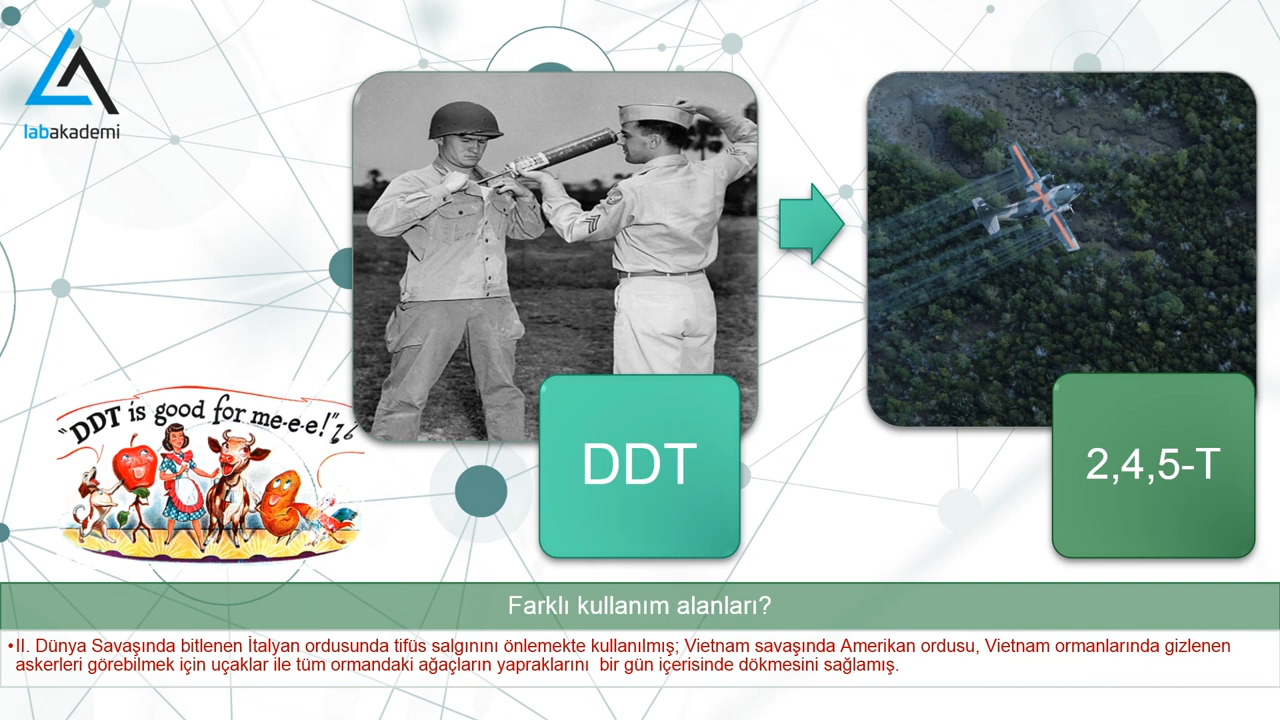 labakademi
"DDT is good for me-e-e!"
DDT
2,4,5-T
Farklı kullanım alanları?
•II. Dünya Savaşında bitlenen İtalyan ordusunda tifüs salgınını önlemekte kullanılmış; Vietnam savaşında Amerikan ordusu, Vietnam ormanlarında gizlenen
askerleri görebilmek için uçaklar ile tüm ormandaki ağaçların yapraklarını  bir gün içerisinde dökmesini sağlamış.